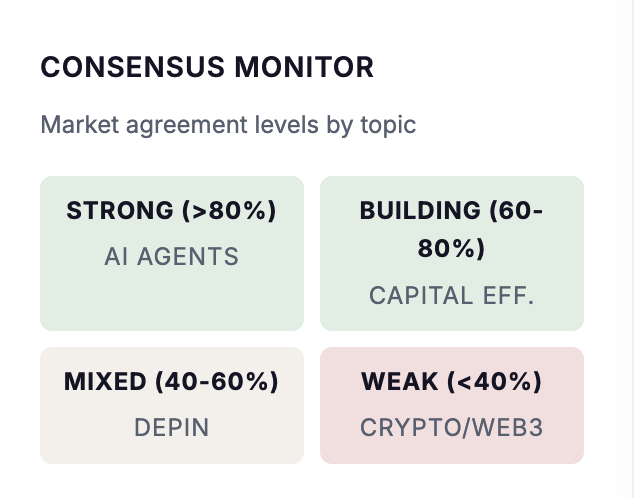 CONSENSUS MONITOR
Market agreement levels by topic
STRONG (>80%)
AI AGENTS
BUILDING (60-
80%)
CAPITAL EFF.
MIXED (40-60%)
DEPIN
WEAK (<40%)
CRYPTO/WEB3